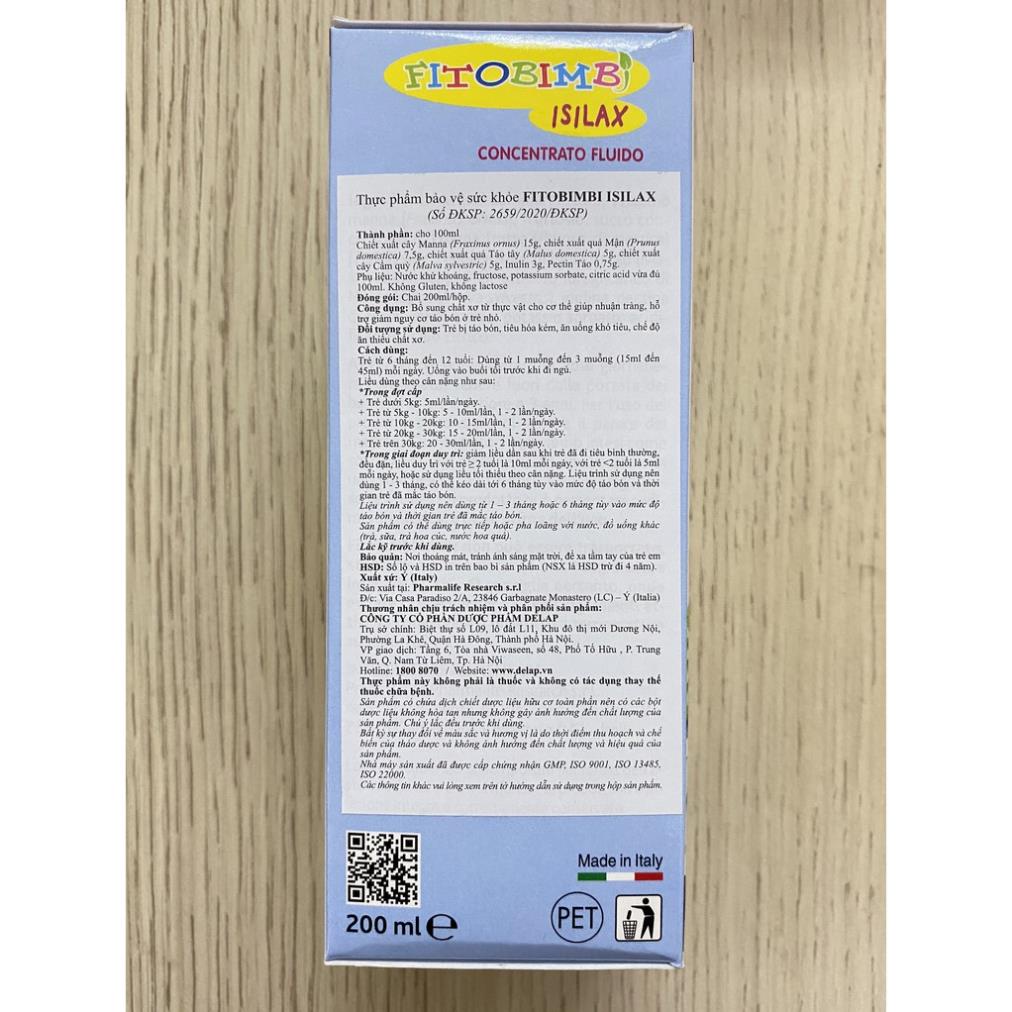 FITOBIMBI
ISILAX
CONCENTRATO FLUIDO
Thực phẩm bảo vệ sức khỏe FITOBIMBI ISILAX
(Số ĐKSP: 2659/2020/ĐKSP)
Thành phần: cho 100ml
Chiết xuất cây Manna (Fraxinus ornus) 15g, chiết xuất quả Mận (Prunus
domestica) 7,5g, chiết xuất quả Táo tây (Malus domestica) 5g, chiết xuất
cây Cẩm quỳ (Malva sylvestric) 5g, Inulin 3g, Pectin Táo 0,75g.
Phụ liệu: Nước khử khoáng, fructose, potassium sorbate, citric acid vừa đủ
100ml. Không Gluten, không lactose
Đóng gói: Chai 200ml/hộp.
Công dụng: Bổ sung chất xơ từ thực vật cho cơ thể giúp nhuận tràng, hỗ
trợ giảm nguy cơ táo bón ở trẻ nhỏ.
Đối tượng sử dụng: Trẻ bị táo bón, tiêu hóa kém, ăn uống khó tiêu, chế độ
ăn thiếu chất xơ.
Cách dùng:
Trẻ từ 6 tháng đến 12 tuổi: Dùng từ 1 muỗng đến 3 muỗng (15ml đến
45ml) mỗi ngày. Uống vào buổi tối trước khi đi ngủ.
Liều dùng theo cân nặng như sau:
*Trong đợt cấp
+ Trẻ dưới 5kg: 5ml/lần/ngày.
+ Trẻ từ 5kg - 10kg: 5 - 10ml/lần, 1 - 2 lần/ngày.
+ Trẻ từ 10kg - 20kg: 10 - 15ml/lần, 1 - 2 lần/ngày.
+ Trẻ từ 20kg - 30kg: 15 - 20ml/lần, 1 - 2 lần/ngày.
+ Trẻ trên 30kg: 20 - 30ml/lần, 1 - 2 lần/ngày.
*Trong giai đoạn duy trì: giảm liều dần sau khi trẻ đã đi tiêu bình thường,
đều đặn, liều duy trì với trẻ ≥ 2 tuổi là 10ml mỗi ngày, với trẻ <2 tuổi là 5ml
mỗi ngày, hoặc sử dụng liều tối thiểu theo cân nặng. Liệu trình sử dụng nên
dùng 1 - 3 tháng, có thể kéo dài tới 6 tháng tùy vào mức độ táo bón và thời
gian trẻ đã mắc táo bón.
Liệu trình sử dụng nên dùng từ 1 – 3 tháng hoặc 6 tháng tùy vào mức độ
táo bón và thời gian trẻ đã mắc táo bón.
Sản phẩm có thể dùng trực tiếp hoặc pha loãng với nước, đồ uống khác
(trà, sữa, trà hoa cúc, nước hoa quả).
Lắc kỹ trước khi dùng.
Bảo quản: Nơi thoáng mát, tránh ánh sáng mặt trời, để xa tầm tay của trẻ em
HSD: Số lô và HSD in trên bao bì sản phẩm (NSX là HSD trừ đi 4 năm).
Xuất xứ: Ý (Italy)
Sản xuất tại: Pharmalife Research s.r.l
Đ/c: Via Casa Paradiso 2/A, 23846 Garbagnate Monastero (LC) – Ý (Italia)
Thương nhân chịu trách nhiệm và phân phối sản phẩm:
CÔNG TY CỔ PHẦN DƯỢC PHẨM DELAP
Trụ sở chính: Biệt thự số L09, lô đất L11, Khu đô thị mới Dương Nội,
Phường La Khê, Quận Hà Đông, Thành phố Hà Nội.
VP giao dịch: Tầng 6, Tòa nhà Viwaseen, số 48, Phố Tố Hữu , P. Trung
Văn, Q. Nam Từ Liêm, Tp. Hà Nội
Hotline: 1800 8070 / Website: www.delap.vn
Thực phẩm này không phải là thuốc và không có tác dụng thay thế
thuốc chữa bệnh.
Sản phẩm có chứa dịch chiết dược liệu hữu cơ toàn phần nên có các bột
dược liệu không hòa tan nhưng không gây ảnh hưởng đến chất lượng của
sản phẩm. Chú ý lắc đều trước khi dùng.
Bất kỳ sự thay đổi về màu sắc và hương vị là do thời điểm thu hoạch và chế
biến của thảo dược và không ảnh hưởng đến chất lượng và hiệu quả của
sản phẩm.
Nhà máy sản xuất đã được cấp chứng nhận GMP, ISO 9001, ISO 13485,
ISO 22000.
Các thông tin khác vui lòng xem trên tờ hướng dẫn sử dụng trong hộp sản phẩm.
Made in Italy
200 ml e
PET